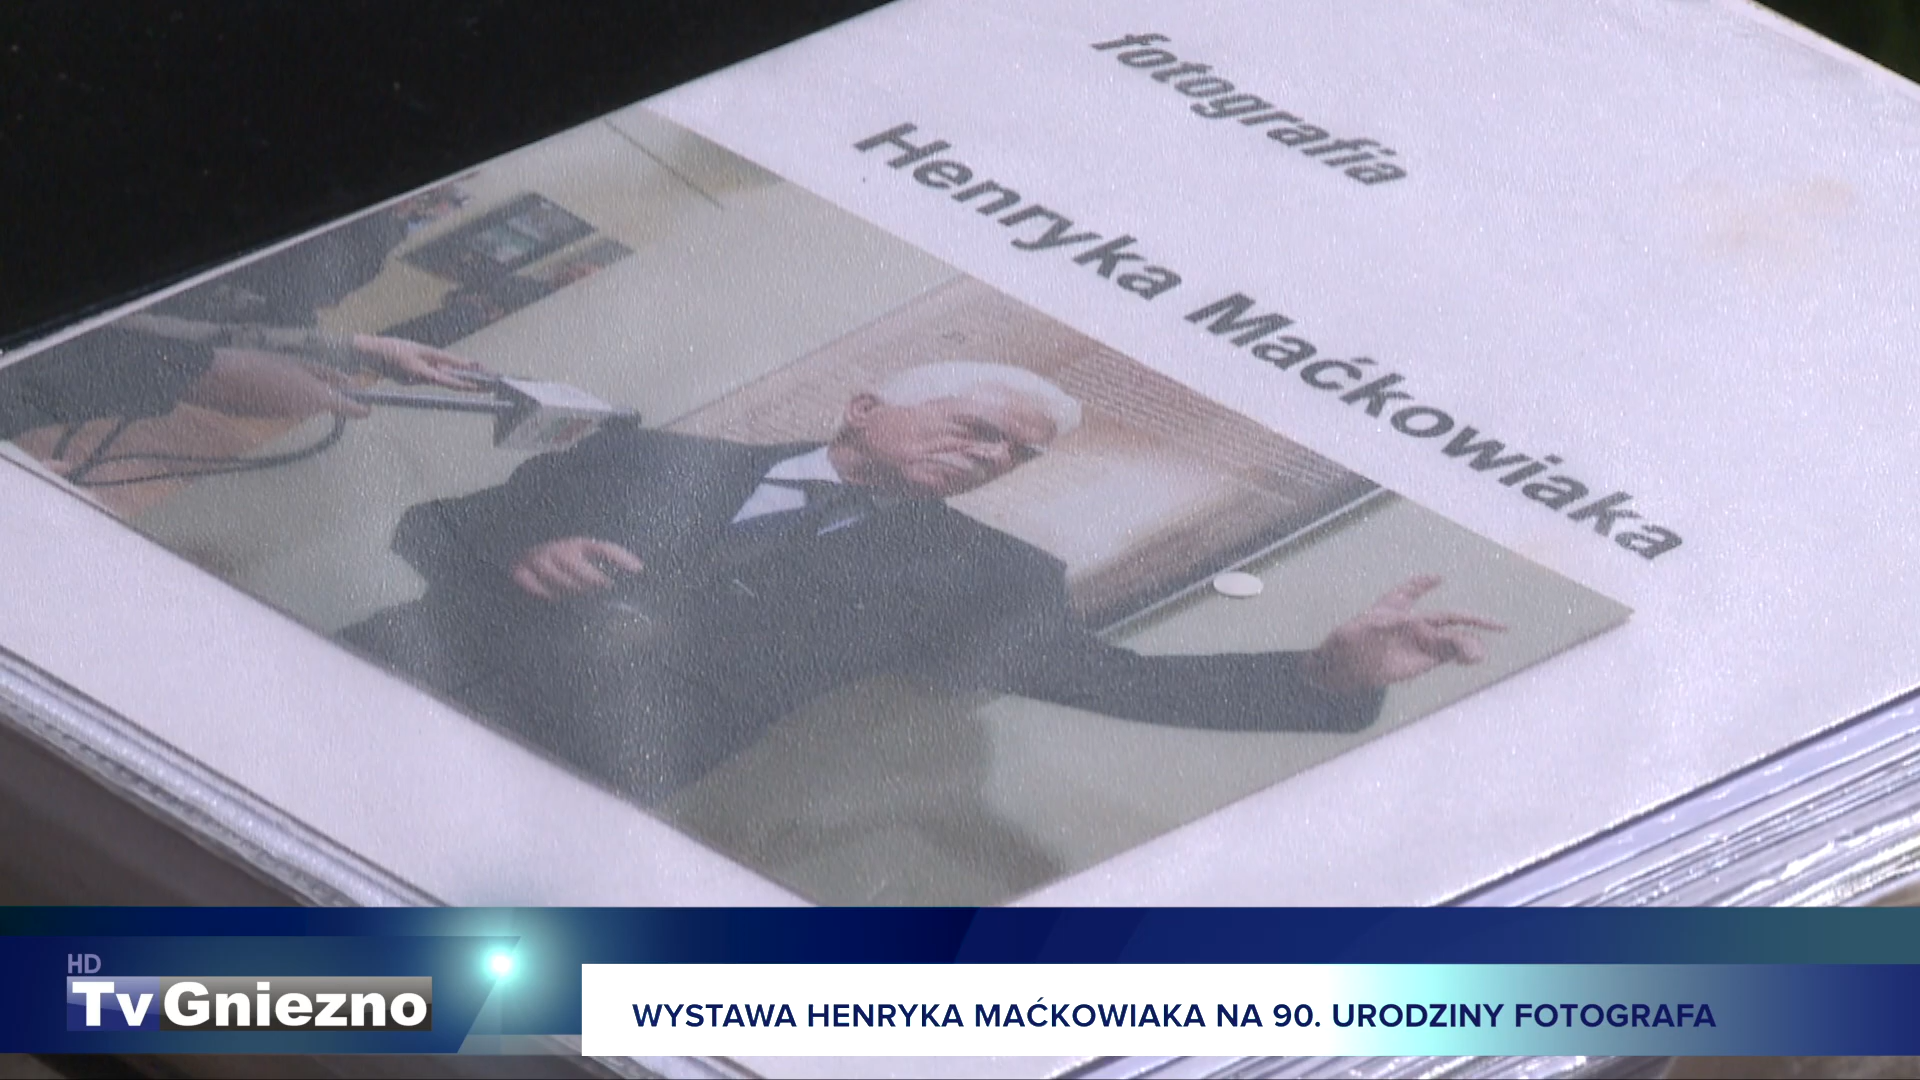 fotografia
Henryka Maćkowiaka
HD
TvGniezno
WYSTAWA HENRYKA MAĆKOWIAKA NA 90. URODZINY FOTOGRAFA